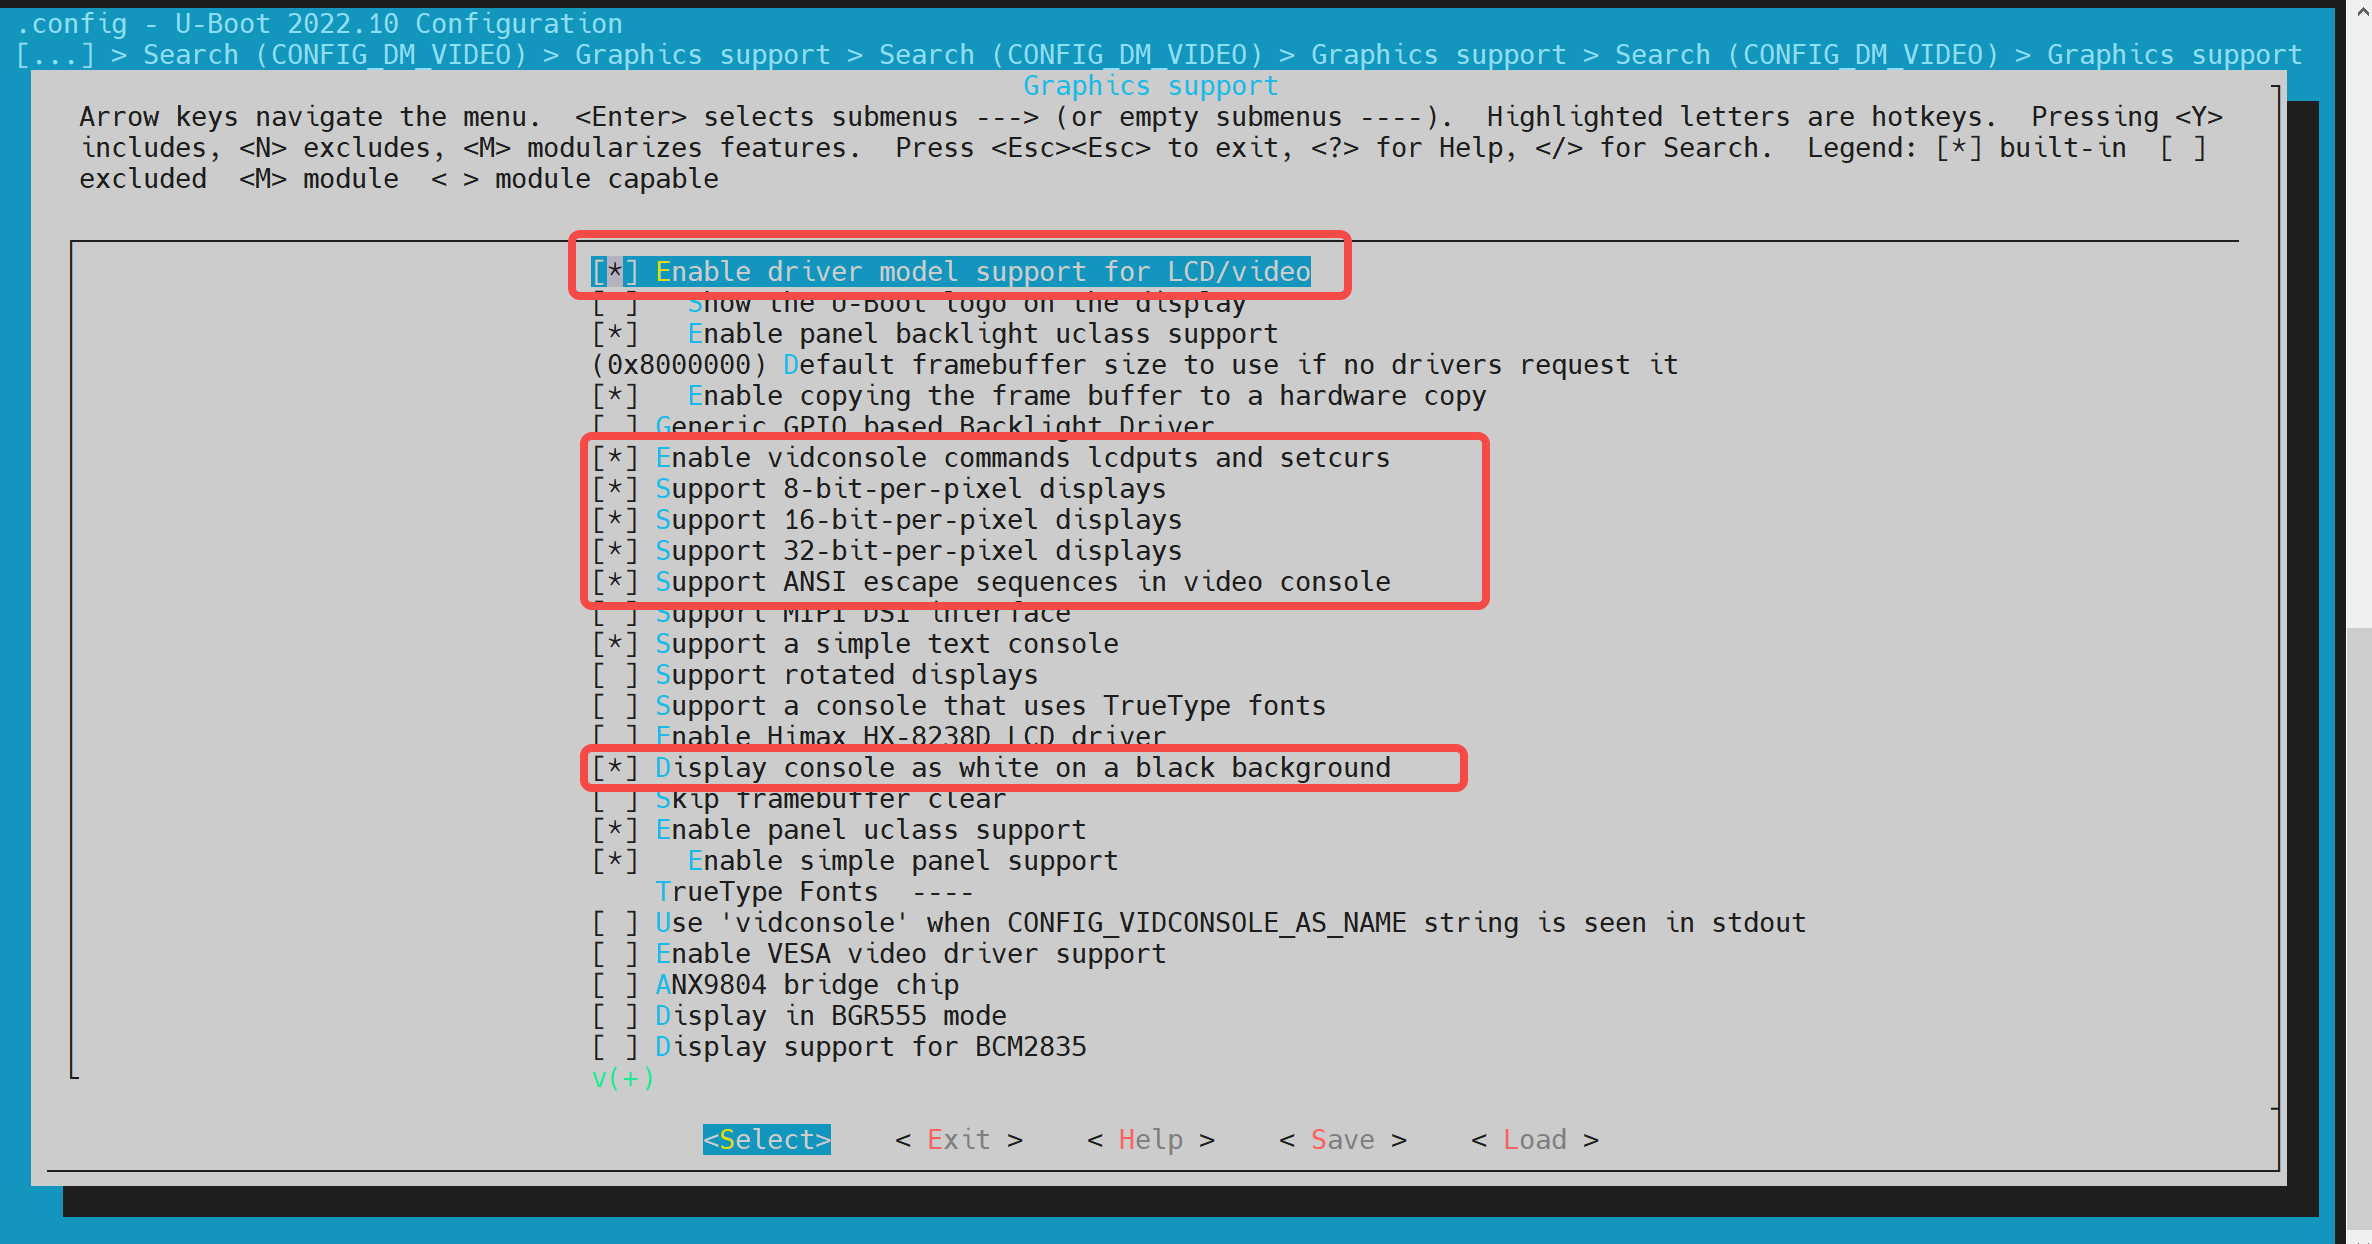 .config - U-Boot 2022.10 Configuration
[...] > Search (CONFIG_DM_VIDEO) > Graphics support > Search (CONFIG_DM_VIDEO) > Graphics support > Search (CONFIG_DM_VIDEO) > Graphics support
Graphics support
Arrow keys navigate the menu.  <Enter> selects submenus ---> (or empty submenus ----).  Highlighted letters are hotkeys.  Pressing <Y>
includes, <N> excludes, <M> modularizes features.  Press <Esc><Esc> to exit, <?> for Help, </> for Search.  Legend: [*] built-in  [ ]
excluded  <M> module  < > module capable
[*] Enable driver model support for LCD/video
[ ]   Show the U-Boot logo on the display
[*]   Enable panel backlight uclass support
(0x8000000) Default framebuffer size to use if no drivers request it
[*]   Enable copying the frame buffer to a hardware copy
[ ] Generic GPIO based Backlight Driver
[*] Enable vidconsole commands lcdputs and setcurs
[*] Support 8-bit-per-pixel displays
[*] Support 16-bit-per-pixel displays
[*] Support 32-bit-per-pixel displays
[*] Support ANSI escape sequences in video console
[ ] Support MIPI DSI interface
[*] Support a simple text console
[ ] Support rotated displays
[ ] Support a console that uses TrueType fonts
[ ] Enable Himax HX-8238D LCD driver
[*] Display console as white on a black background
[ ] Skip framebuffer clear
[*] Enable panel uclass support
[*]   Enable simple panel support
TrueType Fonts  ----
[ ] Use 'vidconsole' when CONFIG_VIDCONSOLE_AS_NAME string is seen in stdout
[ ] Enable VESA video driver support
[ ] ANX9804 bridge chip
[ ] Display in BGR555 mode
[ ] Display support for BCM2835
v(+)
<Select>    < Exit >    < Help >    < Save >    < Load >